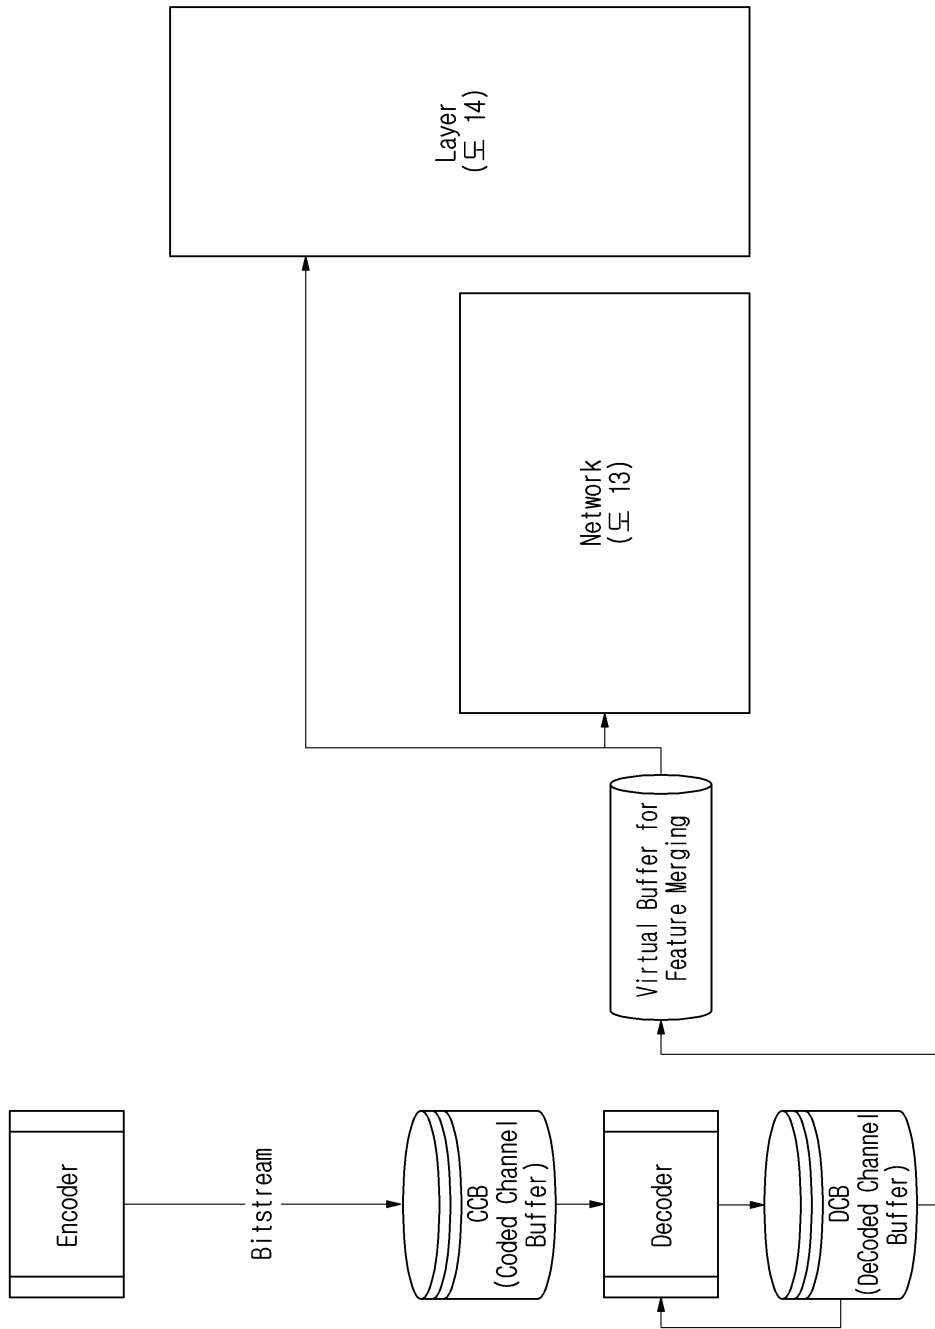 Encoder
Bitstream
CCB
(Coded Channel
Buffer)
Decoder
DCB
(DeCoded Channel
Buffer)
Virtual Buffer for
Feature Merging
Network
(도 13)
Layer
(도 14)